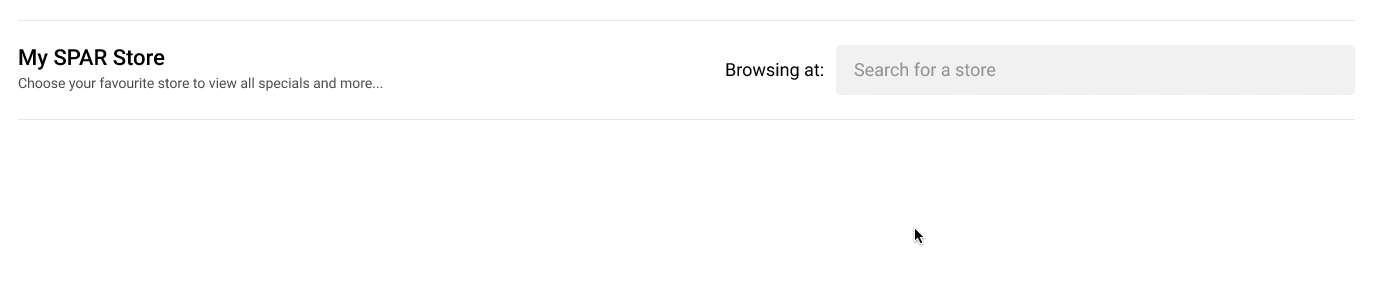 My SPAR Store
Choose your favourite store to view all specials and more...
Browsing at:
Search for a store